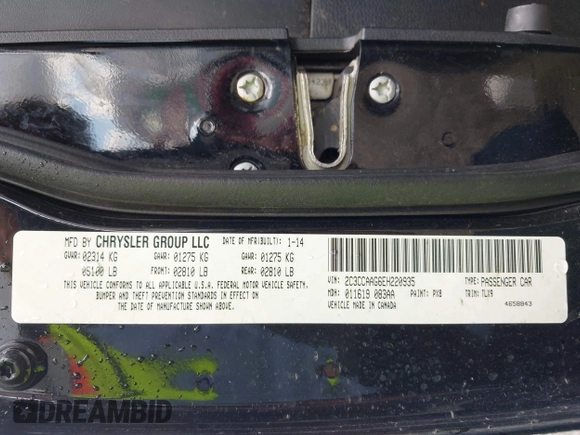 MFD BY CHRYSLER GROUP LLC DATE OF MFR(BUILT): 1-14
GVWR: 02314 KG GAWR: 01275 KG GAWR: 01275 KG
05100 LB FRONT: 02810 LB REAR: 02810 LB
THIS VEHICLE CONFORMS TO ALL APPLICABLE U.S.A. FEDERAL MOTOR VEHICLE SAFETY,
BUMPER AND THEFT PREVENTION STANDARDS IN EFFECT ON
THE DATE OF MANUFACTURE SHOWN ABOVE.
VIN: 2C3CCAAG6EH220935 TYPE: PASSENGER CAR
MDH: 011619 083AA PAINT: PX8 TRIM: TLX9
VEHICLE MADE IN CANADA 4658843
DREAMBID